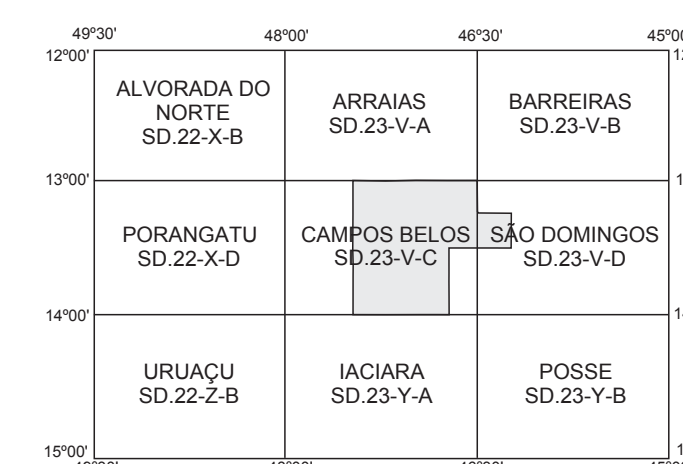 49º30' 48º00' 46º30' 45º00
12º00'
ALVORADA DO
NORTE
SD.22-X-B
ARRAIAS
SD.23-V-A
BARREIRAS
SD.23-V-B
13º00'
PORANGATU
SD.22-X-D
CAMPOS BELOS
SD.23-V-C
SÃO DOMINGOS
SD.23-V-D
14º00'
URUAÇU
SD.22-Z-B
IACIARA
SD.23-Y-A
POSSE
SD.23-Y-B
15º00'